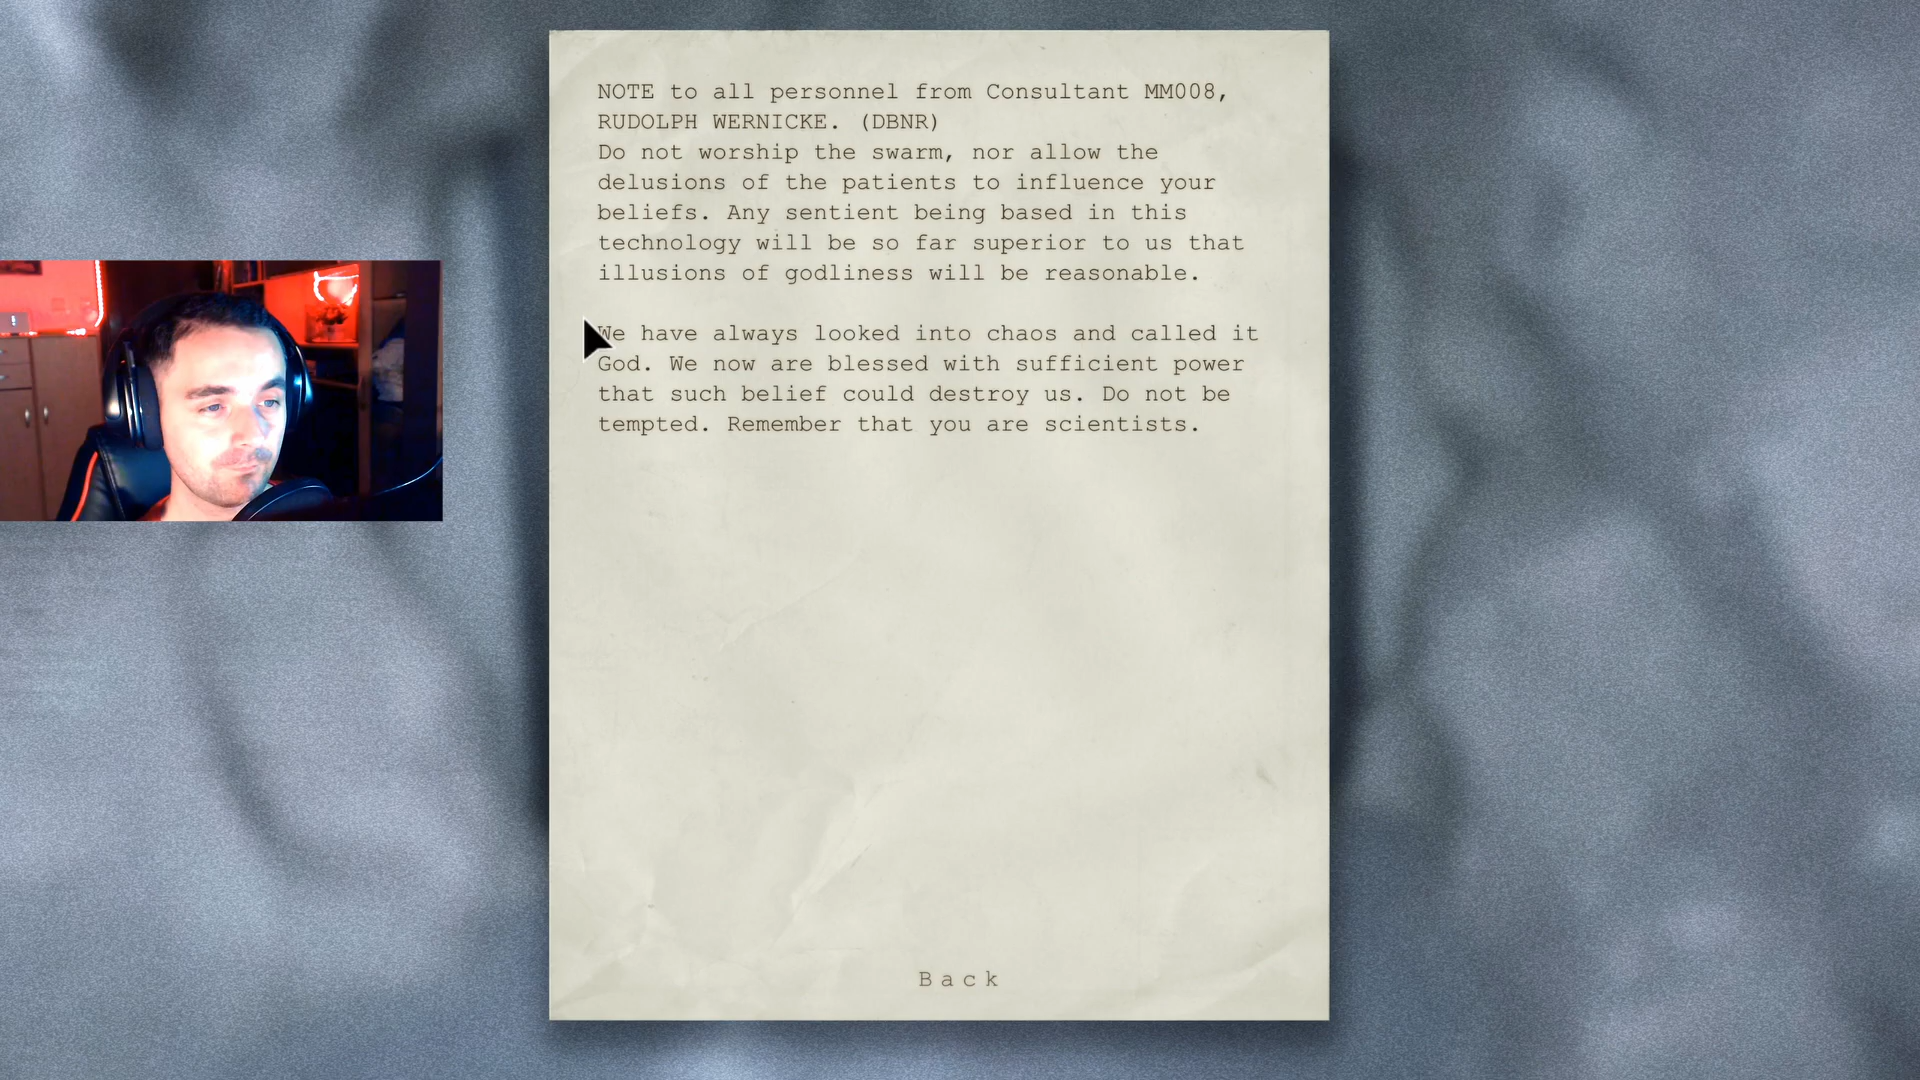 NOTE to all personnel from Consultant MM008,
RUDOLPH WERNICKE. (DBNR)
Do not worship the swarm, nor allow the
delusions of the patients to influence your
beliefs. Any sentient being based in this
technology will be so far superior to us that
illusions of godliness will be reasonable.
We have always looked into chaos and called it
God. We now are blessed with sufficient power
that such belief could destroy us. Do not be
tempted. Remember that you are scientists.
Back